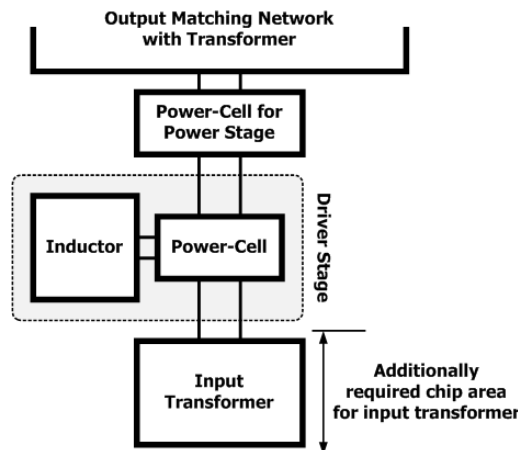 Output Matching Network
with Transformer
Power-Cell for
Power Stage
Inductor
Power-Cell
Driver Stage
Input
Transformer
Additionally
required chip area
for input transformer